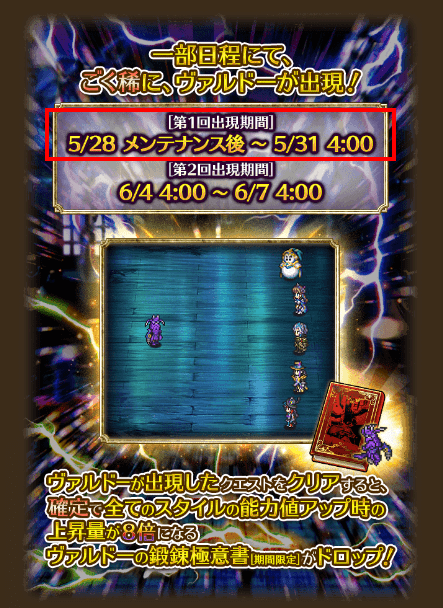 一部日程にて、
ごく稀に、ヴァルドーが出現！
[第1回出現期間]
5/28 メンテナンス後 ～ 5/31 4:00
[第2回出現期間]
6/4 4:00 ～ 6/7 4:00
ヴァルドーが出現したクエストをクリアすると、
確定で全てのスタイルの能力値アップ時の
上昇量が8倍になる
ヴァルドーの鍛錬極意書[期間限定]がドロップ！